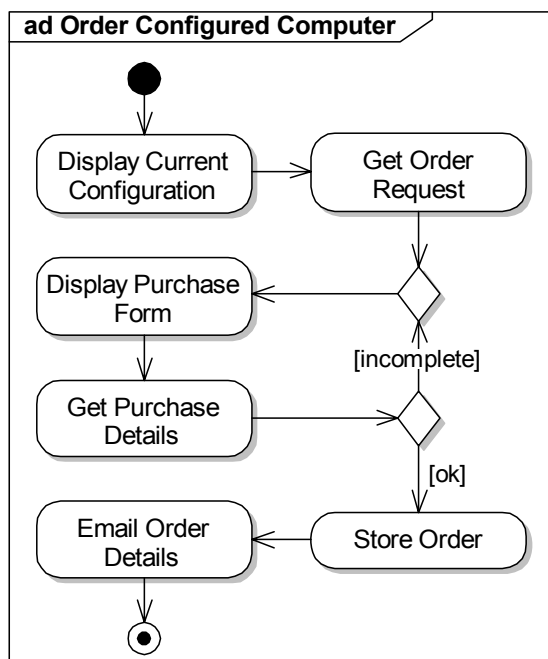 ad Order Configured Computer
Display Current
Configuration
Get Order
Request
Display Purchase
Form
[incomplete]
Get Purchase
Details
[ok]
Email Order
Details
Store Order